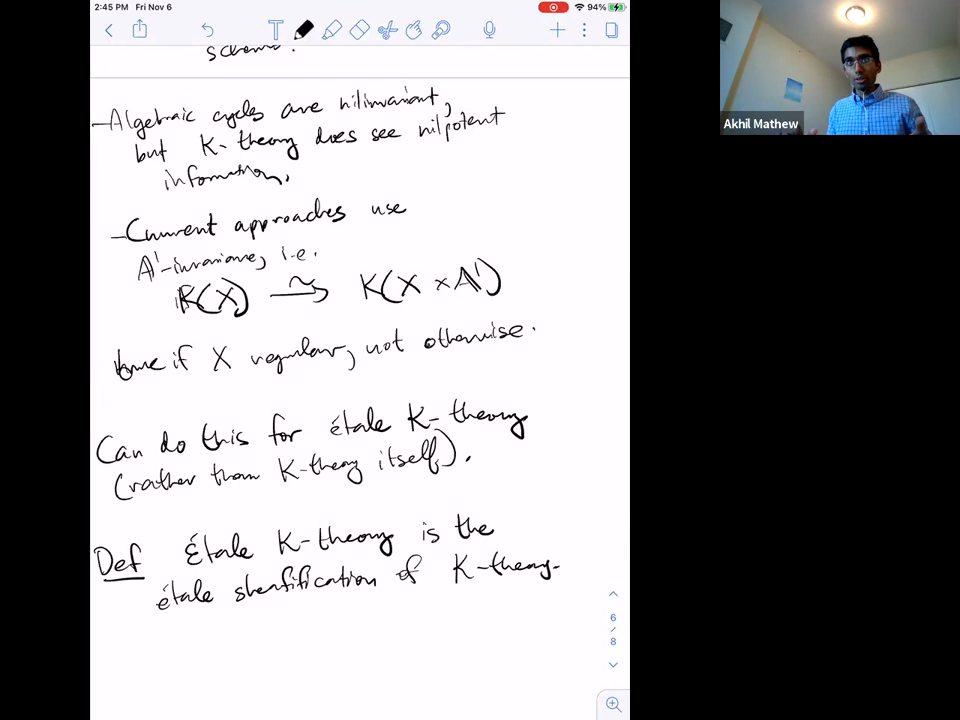 2:45 PM Fri Nov 6
94%
Akhil Mathew
scheme.
- Algebraic cycles are nilinvariant,
but K-theory does see nilpotent
information.
- Current approaches use
A¹-invariance, i.e.
K(X) ⥲ K(X × A¹)
true if X regular, not otherwise.
Can do this for étale K-theory
(rather than K-theory itself).
Def Étale K-theory is the
étale sheafification of K-theory.
6
/
8